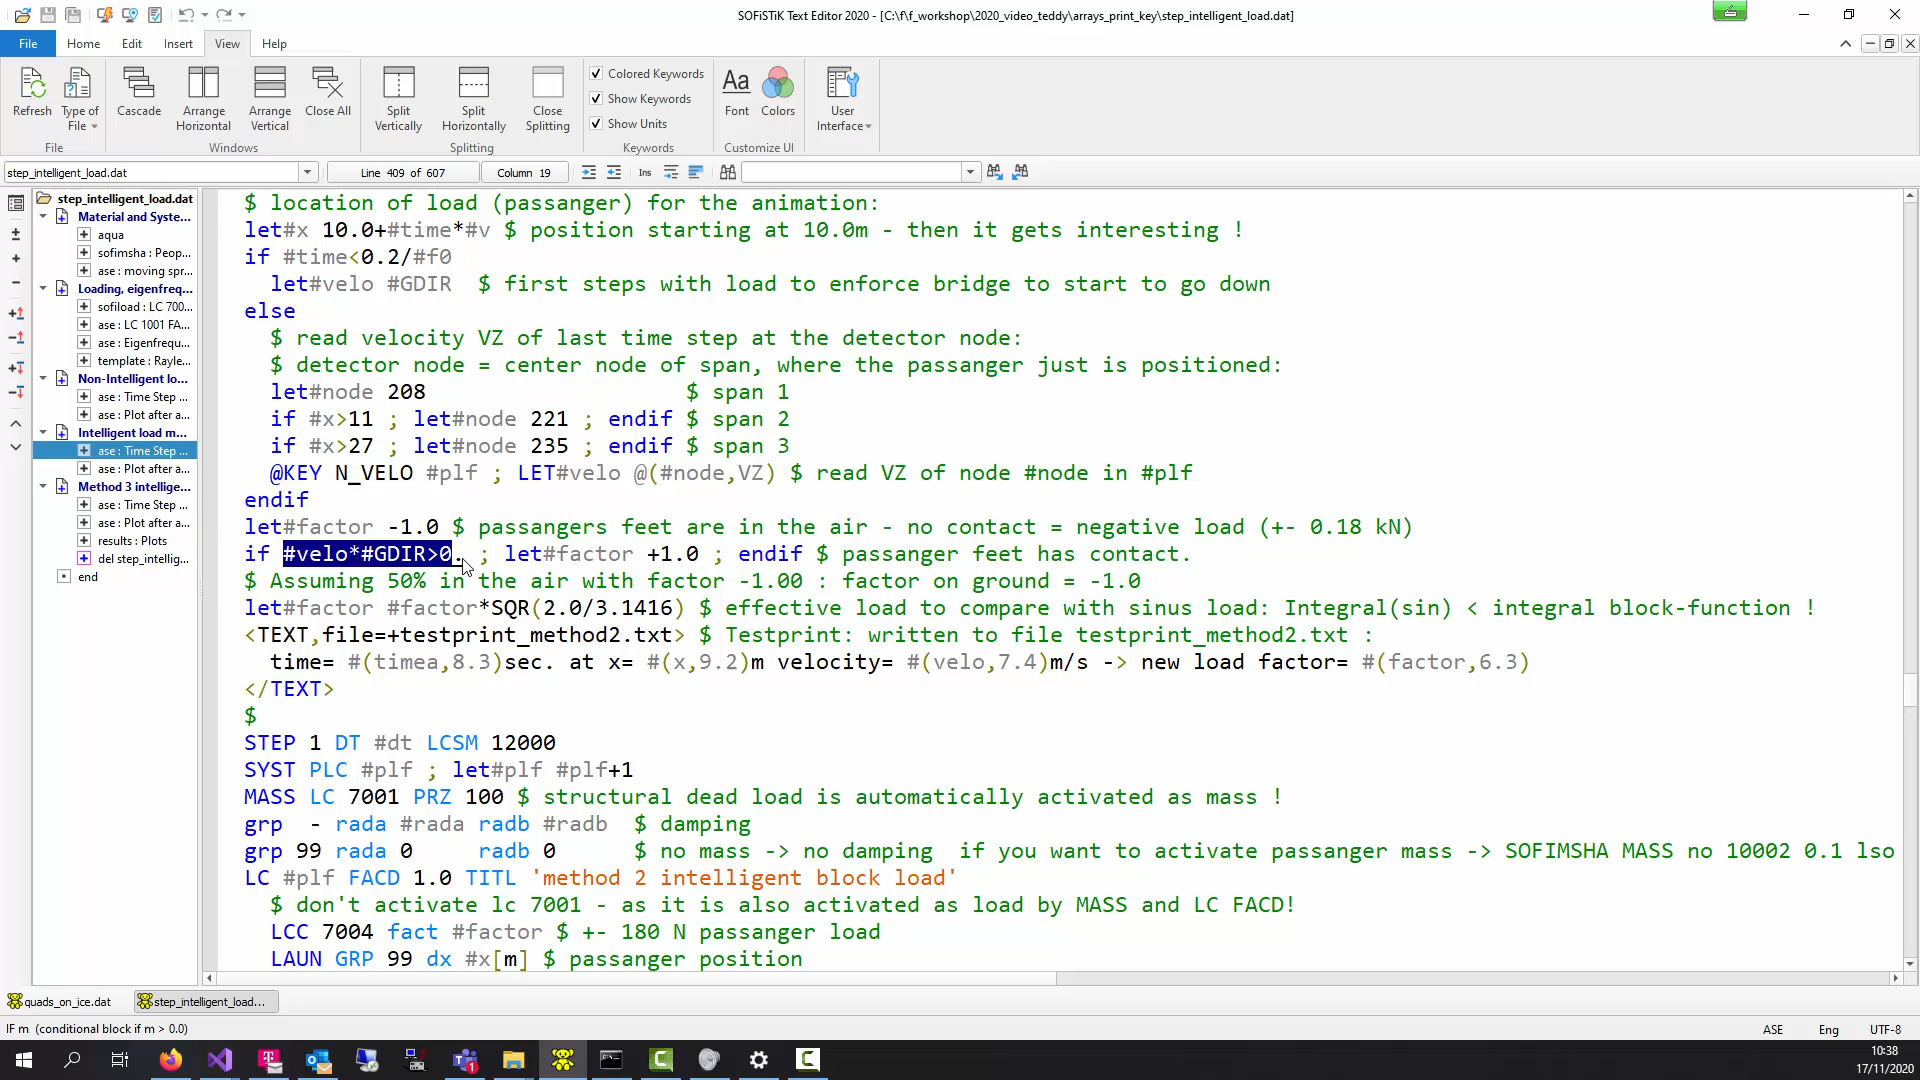 SOFiSTiK Text Editor 2020 - [C:\f\f_workshop\2020_video_teddy\arrays_print_key\step_intelligent_load.dat]
File Home Edit Insert View Help
Refresh Type of File Cascade Arrange Horizontal Arrange Vertical Close All Split Vertically Split Horizontally Close Splitting Font Colors User Interface
Colored Keywords
Show Keywords
Show Units
File Windows Splitting Keywords Customize UI
step_intelligent_load.dat Line 409 of 607 Column 19 Ins
step_intelligent_load.dat
Material and Syste...
aqua
sofimsha : Peop...
ase : moving spr...
Loading, eigenfreq...
sofiload : LC 700...
ase : LC 1001 FA...
ase : Eigenfrequ...
template : Rayle...
Non-Intelligent lo...
ase : Time Step ...
ase : Plot after a...
Intelligent load m...
ase : Time Step ...
ase : Plot after a...
Method 3 intellige...
ase : Time Step ...
ase : Plot after a...
results : Plots
del step_intellig...
end
$ location of load (passanger) for the animation:
let#x 10.0+#time*#v $ position starting at 10.0m - then it gets interesting !
if #time<0.2/#f0
let#velo #GDIR $ first steps with load to enforce bridge to start to go down
else
$ read velocity VZ of last time step at the detector node:
$ detector node = center node of span, where the passanger just is positioned:
let#node 208 $ span 1
if #x>11 ; let#node 221 ; endif $ span 2
if #x>27 ; let#node 235 ; endif $ span 3
@KEY N_VELO #plf ; LET#velo @(#node,VZ) $ read VZ of node #node in #plf
endif
let#factor -1.0 $ passangers feet are in the air - no contact = negative load (+- 0.18 kN)
if #velo*#GDIR>0. ; let#factor +1.0 ; endif $ passanger feet has contact.
$ Assuming 50% in the air with factor -1.00 : factor on ground = -1.0
let#factor #factor*SQR(2.0/3.1416) $ effective load to compare with sinus load: Integral(sin) < integral block-function !
<TEXT,file=+testprint_method2.txt> $ Testprint: written to file testprint_method2.txt :
time= #(timea,8.3)sec. at x= #(x,9.2)m velocity= #(velo,7.4)m/s -> new load factor= #(factor,6.3)
</TEXT>
$
STEP 1 DT #dt LCSM 12000
SYST PLC #plf ; let#plf #plf+1
MASS LC 7001 PRZ 100 $ structural dead load is automatically activated as mass !
grp - rada #rada radb #radb $ damping
grp 99 rada 0 radb 0 $ no mass -> no damping if you want to activate passanger mass -> SOFIMSHA MASS no 10002 0.1 lso
LC #plf FACD 1.0 TITL 'method 2 intelligent block load'
$ don't activate lc 7001 - as it is also activated as load by MASS and LC FACD!
LCC 7004 fact #factor $ +- 180 N passanger load
LAUN GRP 99 dx #x[m] $ passanger position
quads_on_ice.dat step_intelligent_load...
IF m (conditional block if m > 0.0) ASE Eng UTF-8
10:38
17/11/2020